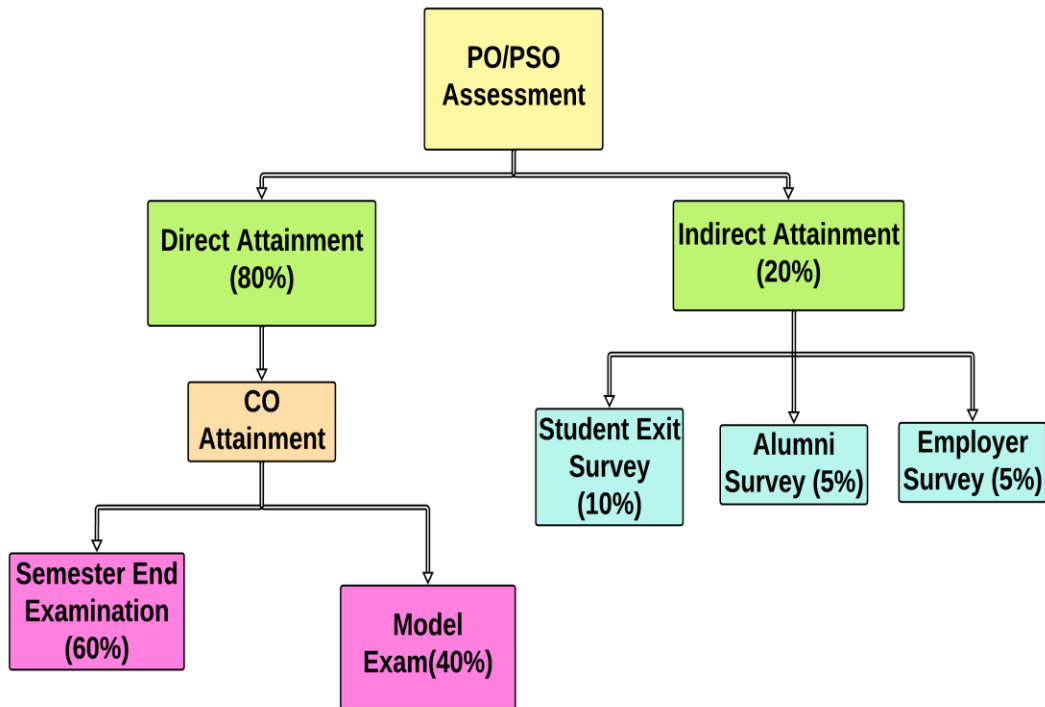 PO/PSO
Assessment
Direct Attainment
(80%)
Indirect Attainment
(20%)
CO
Attainment
Student Exit
Survey
(10%)
Alumni
Survey (5%)
Employer
Survey (5%)
Semester End
Examination
(60%)
Model
Exam(40%)